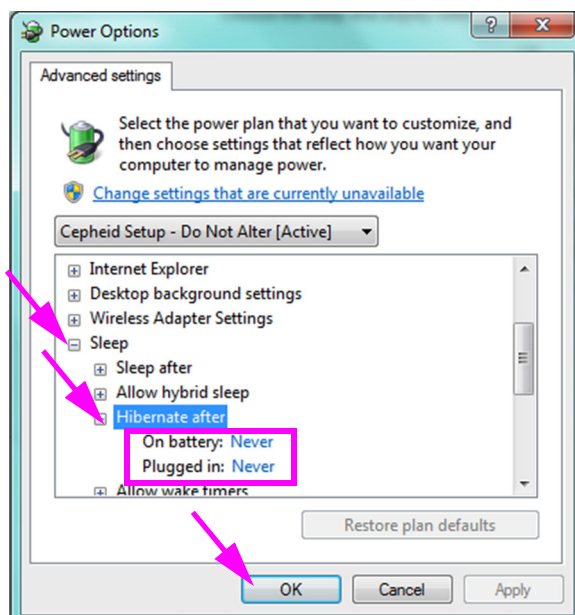 Power Options
Advanced settings
Select the power plan that you want to customize, and
then choose settings that reflect how you want your
computer to manage power.
Change settings that are currently unavailable
Cepheid Setup - Do Not Alter [Active]
Internet Explorer
Desktop background settings
Wireless Adapter Settings
Sleep
Sleep after
Allow hybrid sleep
Hibernate after
On battery: Never
Plugged in: Never
Allow wake timers
Restore plan defaults
OK Cancel Apply